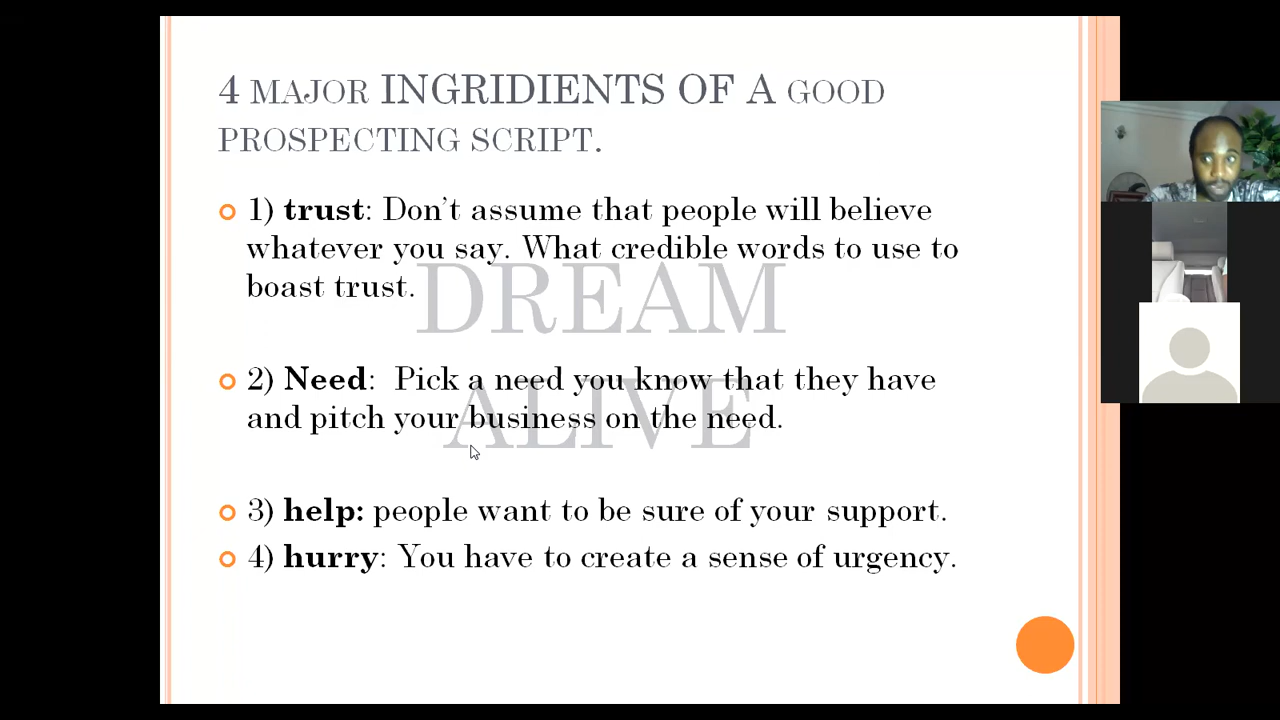 4 MAJOR INGRIDIENTS OF A GOOD
PROSPECTING SCRIPT.
1) trust: Don't assume that people will believe
whatever you say. What credible words to use to
boast trust.
DREAM
2) Need: Pick a need you know that they have
and pitch your business on the need.
ALIVE
3) help: people want to be sure of your support.
4) hurry: You have to create a sense of urgency.